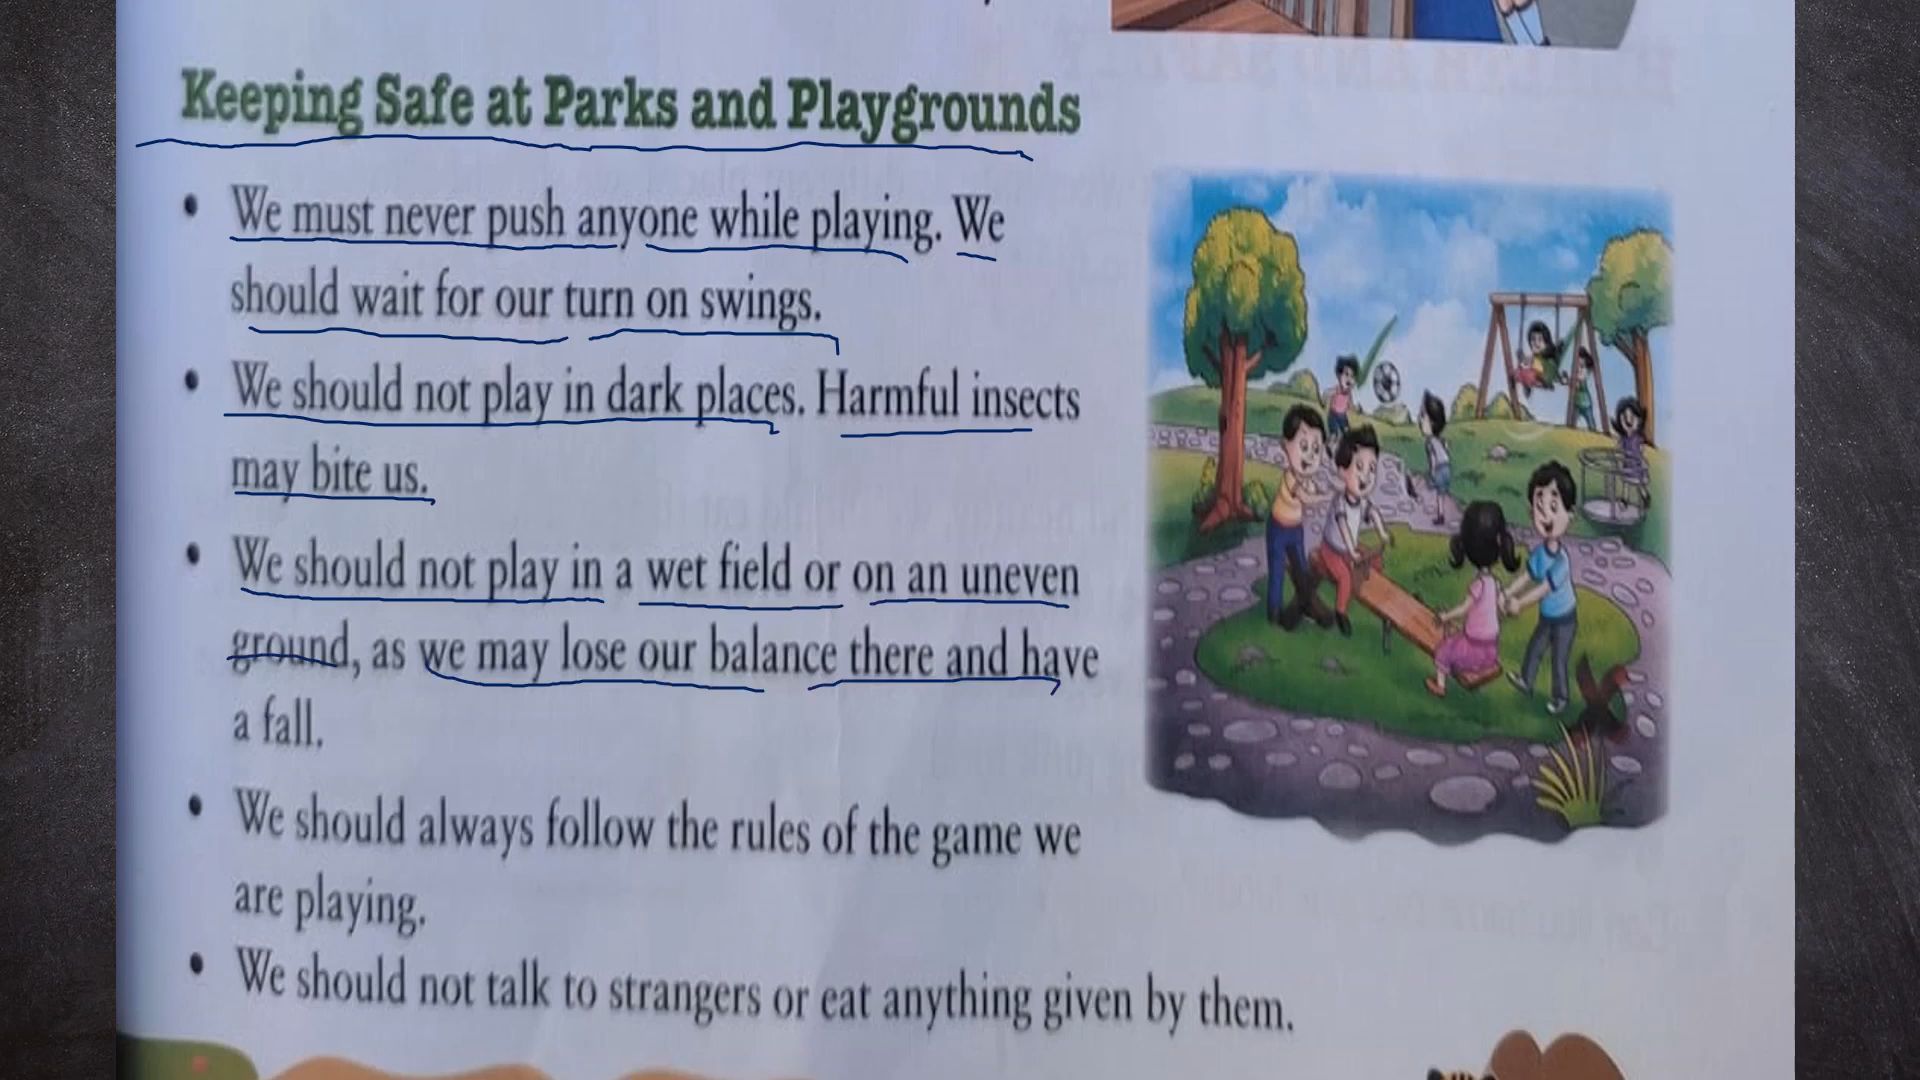 Keeping Safe at Parks and Playgrounds
• We must never push anyone while playing. We
should wait for our turn on swings.
• We should not play in dark places. Harmful insects
may bite us.
• We should not play in a wet field or on an uneven
ground, as we may lose our balance there and have
a fall.
• We should always follow the rules of the game we
are playing.
• We should not talk to strangers or eat anything given by them.